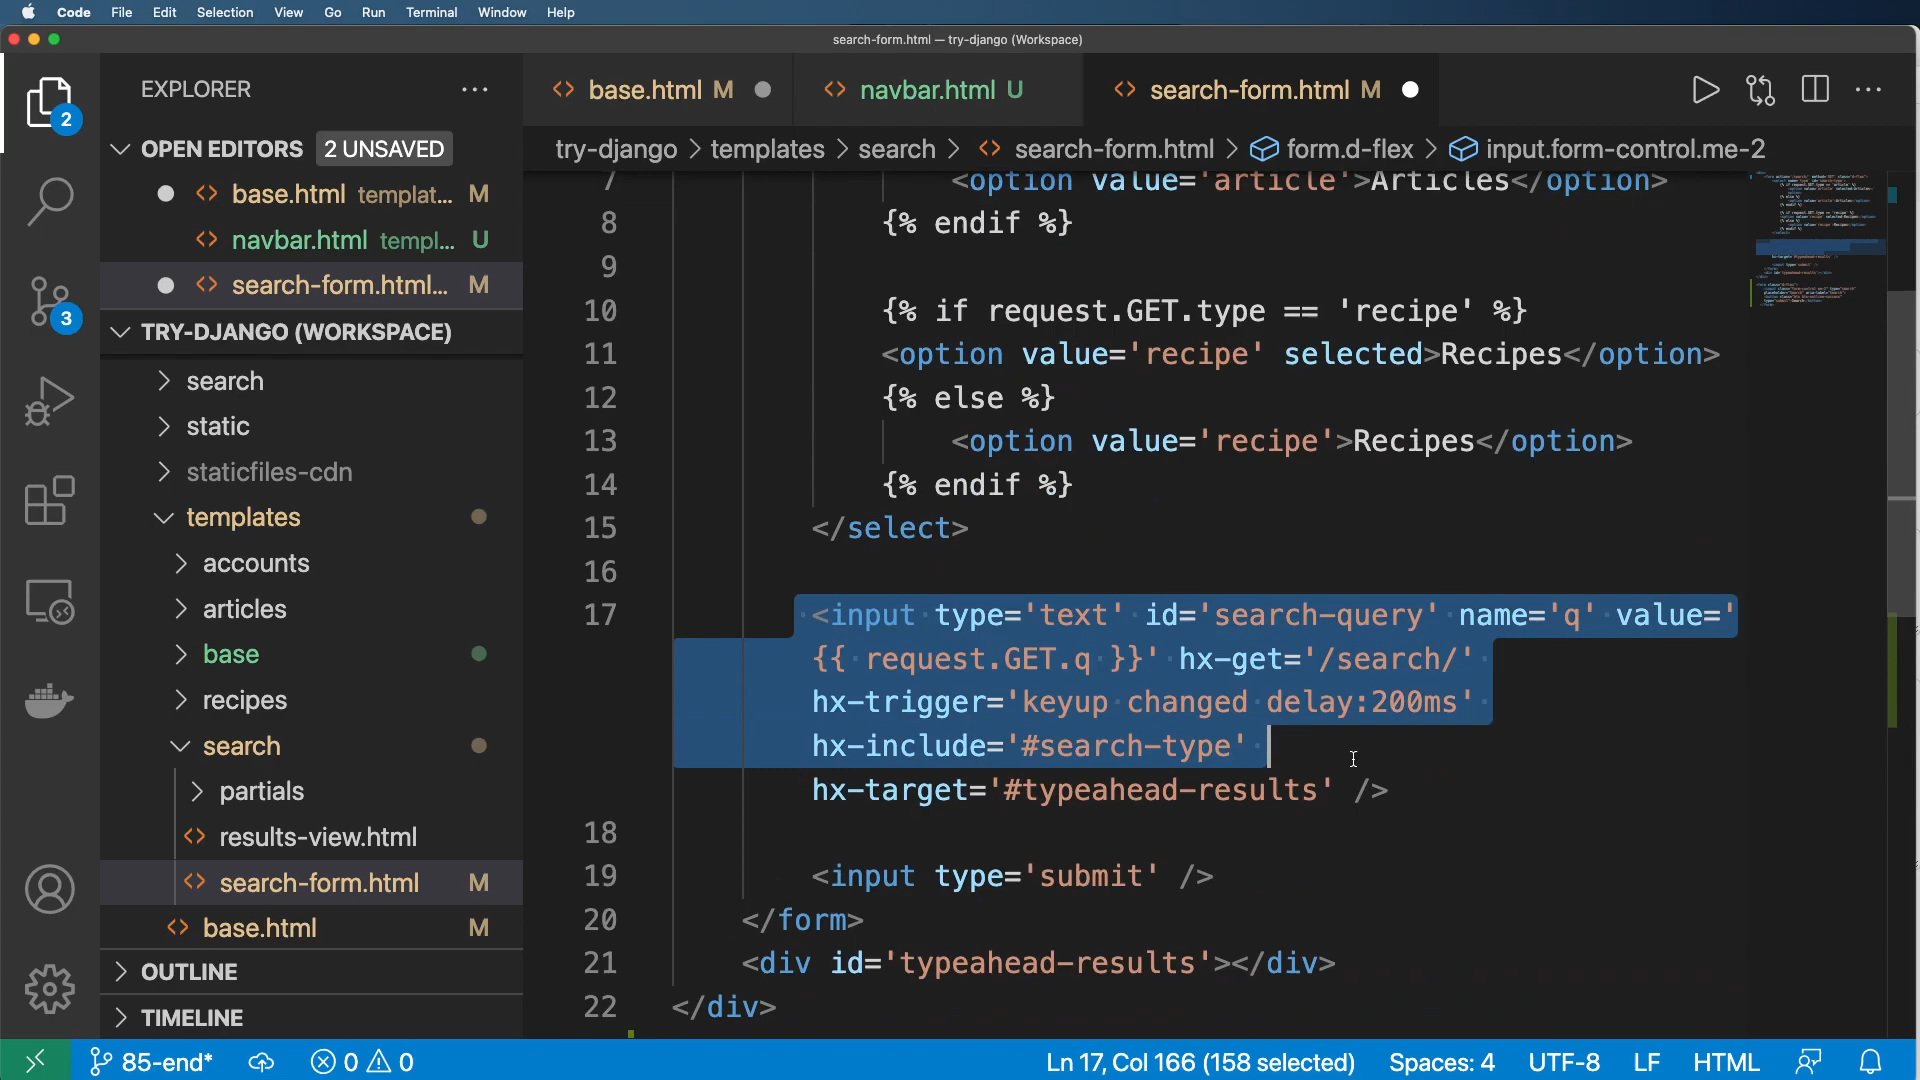 Code File Edit Selection View Go Run Terminal Window Help
search-form.html — try-django (Workspace)
EXPLORER
2
OPEN EDITORS 2 UNSAVED
base.html templat... M
navbar.html templ... U
search-form.html... M
3
TRY-DJANGO (WORKSPACE)
search
static
staticfiles-cdn
templates
accounts
articles
base
recipes
search
partials
results-view.html
search-form.html M
base.html M
OUTLINE
TIMELINE
base.html M
navbar.html U
search-form.html M
try-django > templates > search > search-form.html > form.d-flex > input.form-control.me-2
7 <option value='article'>Articles</option>
8 {% endif %}
9
10 {% if request.GET.type == 'recipe' %}
11 <option value='recipe' selected>Recipes</option>
12 {% else %}
13 <option value='recipe'>Recipes</option>
14 {% endif %}
15 </select>
16
17 <input type='text' id='search-query' name='q' value='
{{ request.GET.q }}' hx-get='/search/'
hx-trigger='keyup changed delay:200ms'
hx-include='#search-type'
hx-target='#typeahead-results' />
18
19 <input type='submit' />
20 </form>
21 <div id='typeahead-results'></div>
22 </div>
85-end* 0 0 Ln 17, Col 166 (158 selected) Spaces: 4 UTF-8 LF HTML